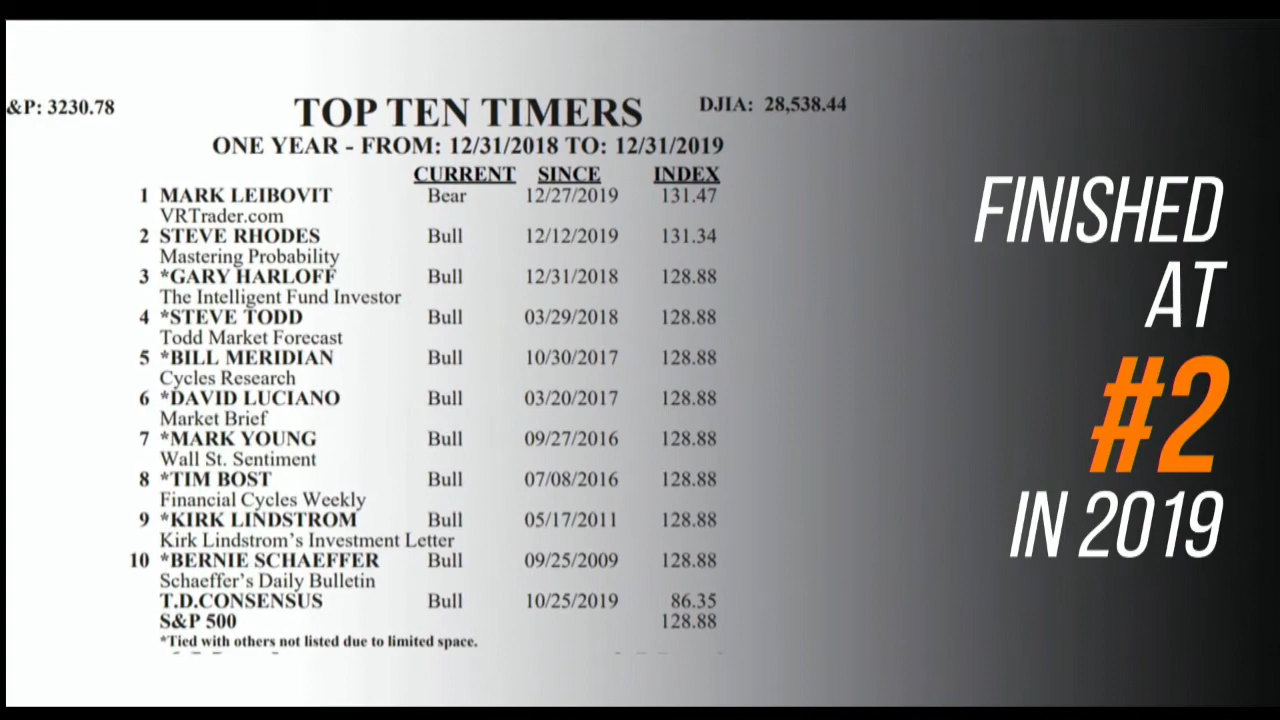 &P: 3230.78
TOP TEN TIMERS
DJIA: 28,538.44
ONE YEAR - FROM: 12/31/2018 TO: 12/31/2019
CURRENT SINCE INDEX
1 MARK LEIBOVIT Bear 12/27/2019 131.47
VRTrader.com
2 STEVE RHODES Bull 12/12/2019 131.34
Mastering Probability
3 *GARY HARLOFF Bull 12/31/2018 128.88
The Intelligent Fund Investor
4 *STEVE TODD Bull 03/29/2018 128.88
Todd Market Forecast
5 *BILL MERIDIAN Bull 10/30/2017 128.88
Cycles Research
6 *DAVID LUCIANO Bull 03/20/2017 128.88
Market Brief
7 *MARK YOUNG Bull 09/27/2016 128.88
Wall St. Sentiment
8 *TIM BOST Bull 07/08/2016 128.88
Financial Cycles Weekly
9 *KIRK LINDSTROM Bull 05/17/2011 128.88
Kirk Lindstrom's Investment Letter
10 *BERNIE SCHAEFFER Bull 09/25/2009 128.88
Schaeffer's Daily Bulletin
T.D.CONSENSUS Bull 10/25/2019 86.35
S&P 500 128.88
*Tied with others not listed due to limited space.
FINISHED
AT
#2
IN 2019